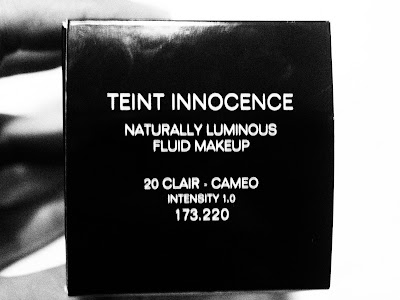 TEINT INNOCENCE
NATURALLY LUMINOUS
FLUID MAKEUP
20 CLAIR - CAMEO
INTENSITY 1.0
173.220